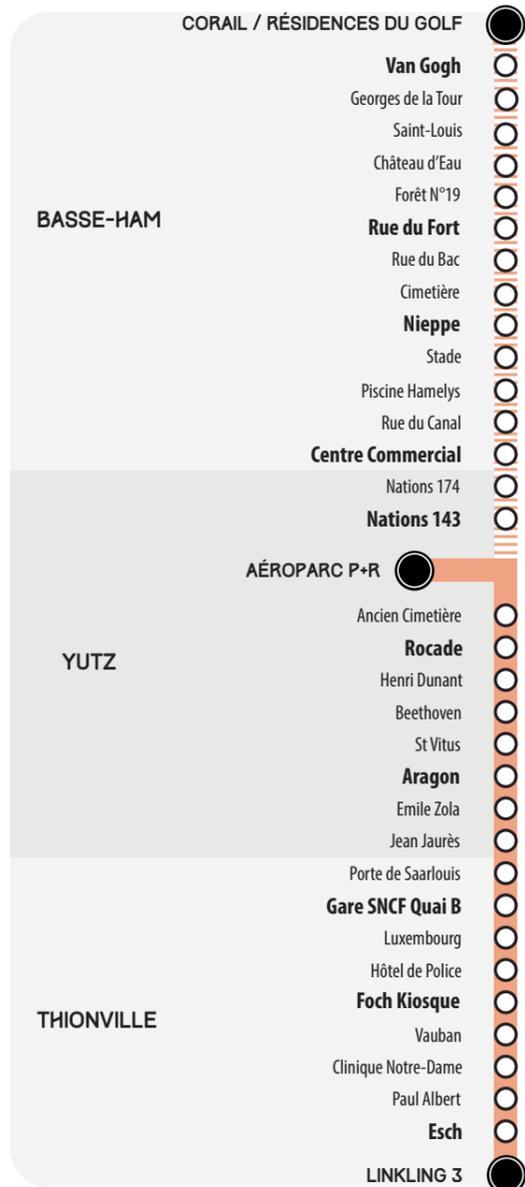 CORAIL / RÉSIDENCES DU GOLF
Van Gogh
Georges de la Tour
Saint-Louis
Château d'Eau
Forêt N°19
BASSE-HAM
Rue du Fort
Rue du Bac
Cimetière
Nieppe
Stade
Piscine Hamelys
Rue du Canal
Centre Commercial
Nations 174
Nations 143
AÉROPARC P+R
Ancien Cimetière
Rocade
YUTZ
Henri Dunant
Beethoven
St Vitus
Aragon
Emile Zola
Jean Jaurès
Porte de Saarlouis
Gare SNCF Quai B
Luxembourg
Hôtel de Police
Foch Kiosque
THIONVILLE
Vauban
Clinique Notre-Dame
Paul Albert
Esch
LINKLING 3